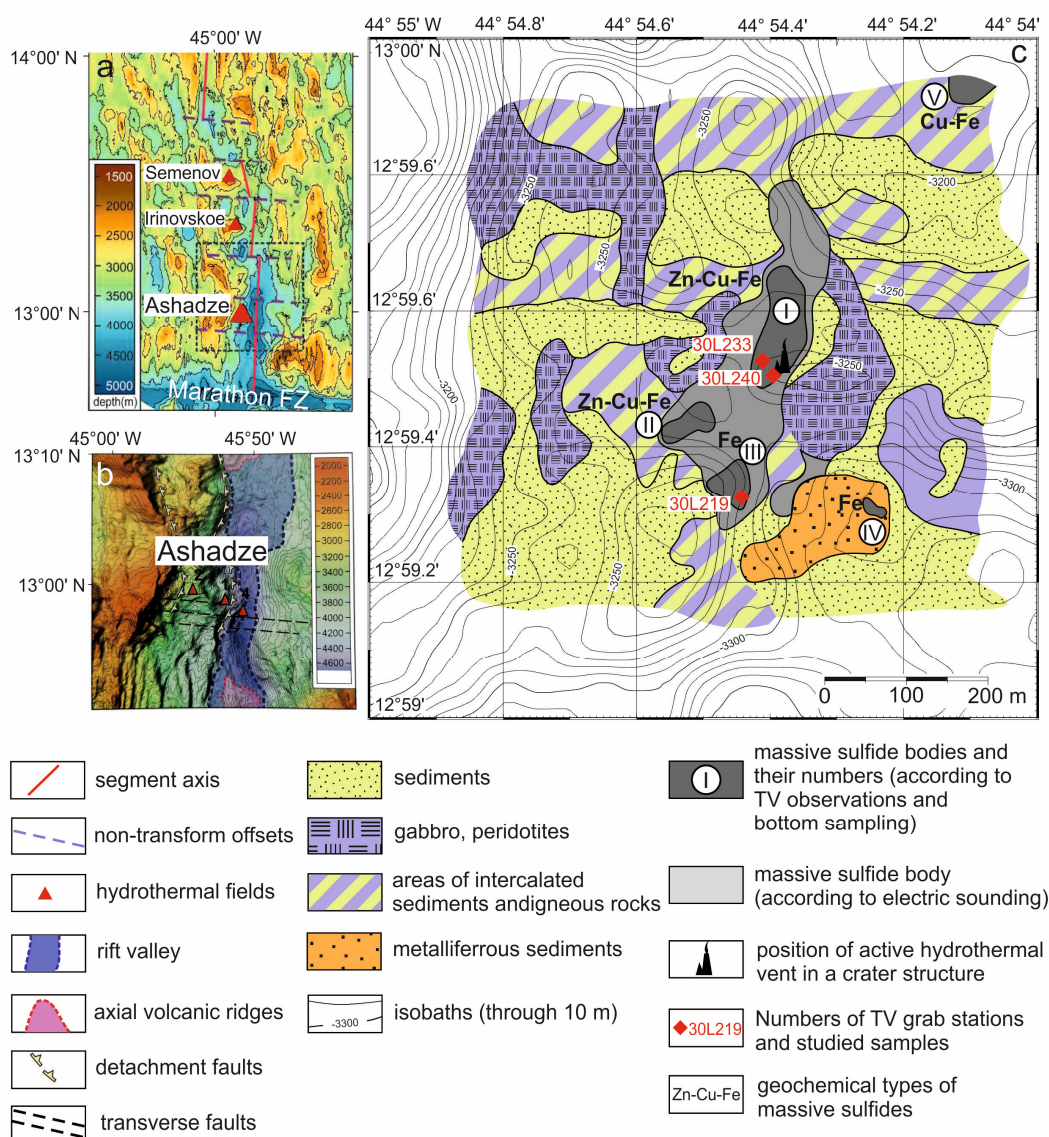 45°00' W
14°00' N
a
Semenov
Irinovskoe
Ashadze
13°00' N
1500
2000
2500
3000
3500
4000
4500
5000
depth(m)
Marathon FZ
45°00' W
45°50' W
13°10' N
b
Ashadze
13°00' N
2000
2200
2400
2600
2800
3000
3200
3400
3600
3800
4000
4200
4400
4600
44° 55' W
44° 54.8'
44° 54.6'
44° 54.4'
44° 54.2'
44° 54'
13°00' N
C
12°59.6'
12°59.6'
12°59.4'
12°59.2'
12°59'
-3250
-3250
-3250
-3200
-3250
-3250
-3250
-3200
-3300
-3250
-3250
-3300
V
Cu-Fe
Zn-Cu-Fe
I
30L233
30L240
Zn-Cu-Fe
II
Fe
III
30L219
Fe
IV
0 100 200 m
segment axis
non-transform offsets
hydrothermal fields
rift valley
axial volcanic ridges
detachment faults
transverse faults
sediments
gabbro, peridotites
areas of intercalated
sediments andigneous rocks
metalliferrous sediments
-3300
isobaths (through 10 m)
I
massive sulfide bodies and
their numbers (according to
TV observations and
bottom sampling)
massive sulfide body
(according to electric sounding)
position of active hydrothermal
vent in a crater structure
30L219
Numbers of TV grab stations
and studied samples
Zn-Cu-Fe
geochemical types of
massive sulfides